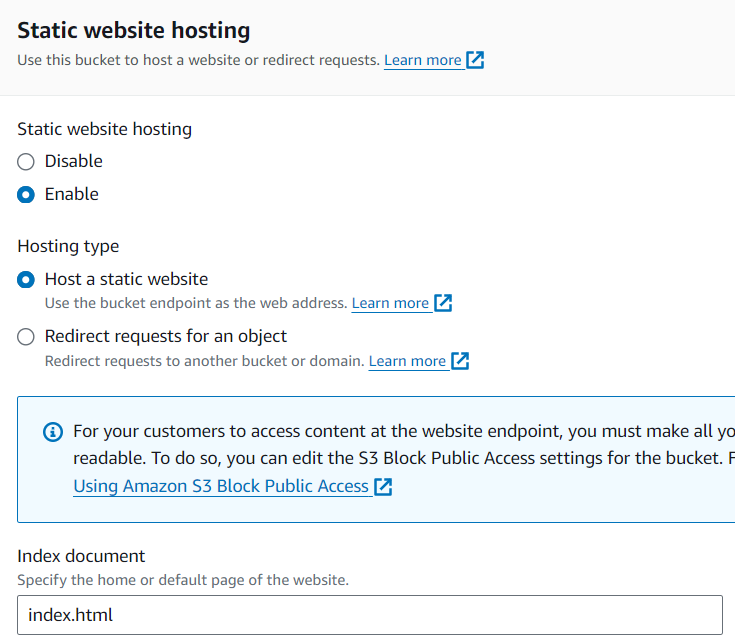 Static website hosting
Use this bucket to host a website or redirect requests. Learn more
Static website hosting
Disable
Enable
Hosting type
Host a static website
Use the bucket endpoint as the web address. Learn more
Redirect requests for an object
Redirect requests to another bucket or domain. Learn more
For your customers to access content at the website endpoint, you must make all
readable. To do so, you can edit the S3 Block Public Access settings for the bucket.
Using Amazon S3 Block Public Access
Index document
Specify the home or default page of the website.
index.html